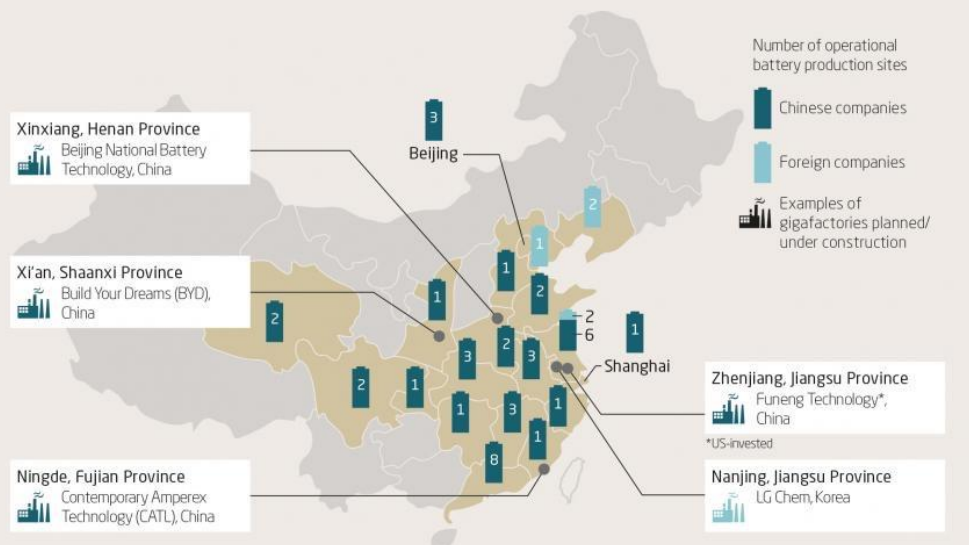 Number of operational
battery production sites
Chinese companies
Foreign companies
Examples of
gigafactories planned/
under construction
Xinxiang, Henan Province
Beijing National Battery
Technology, China
3
Beijing
Xi'an, Shaanxi Province
Build Your Dreams (BYD),
China
2
1
1
1
2
2
2
6
1
Shanghai
2
3
2
3
2
1
1
3
1
1
8
Zhenjiang, Jiangsu Province
Funeng Technology*,
China
*US-invested
Nanjing, Jiangsu Province
LG Chem, Korea
Ningde, Fujian Province
Contemporary Amperex
Technology (CATL), China